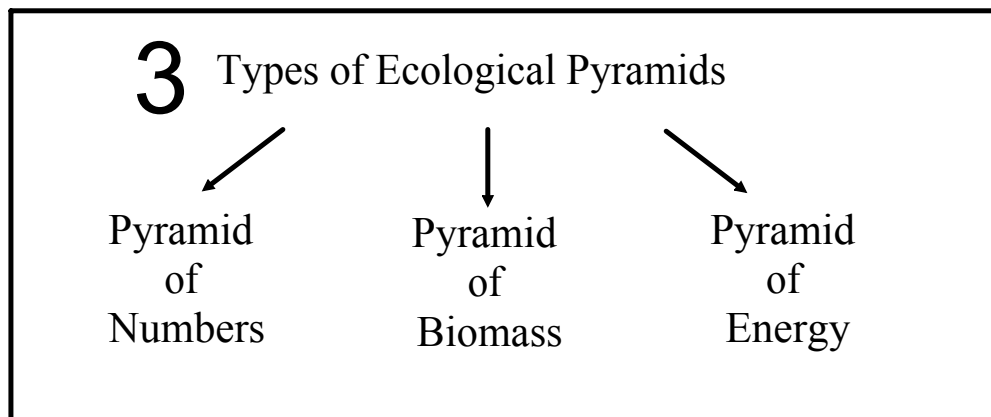 3 Types of Ecological Pyramids
Pyramid
of
Numbers
Pyramid
of
Biomass
Pyramid
of
Energy